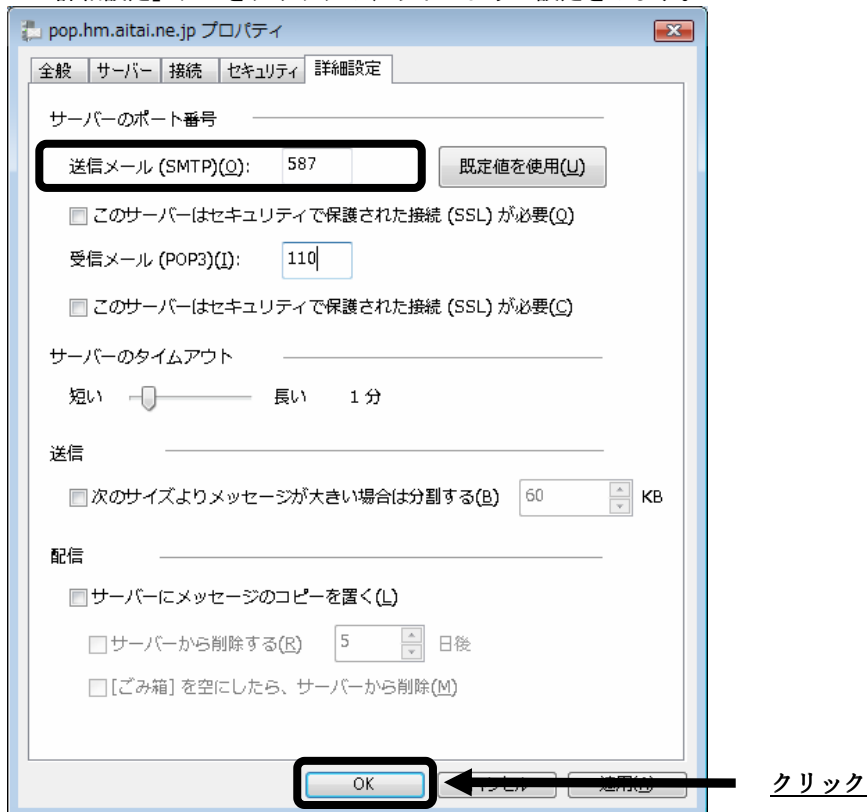 pop.hm.aitai.ne.jp プロパティ
全般 サーバー 接続 セキュリティ 詳細設定
サーバーのポート番号
送信メール (SMTP)(O): 587 既定値を使用(U)
このサーバーはセキュリティで保護された接続 (SSL) が必要(Q)
受信メール (POP3)(I): 110
このサーバーはセキュリティで保護された接続 (SSL) が必要(C)
サーバーのタイムアウト
短い 長い 1 分
送信
次のサイズよりメッセージが大きい場合は分割する(B) 60 KB
配信
サーバーにメッセージのコピーを置く(L)
サーバーから削除する(R) 5 日後
[ごみ箱] を空にしたら、サーバーから削除(M)
OK クリック